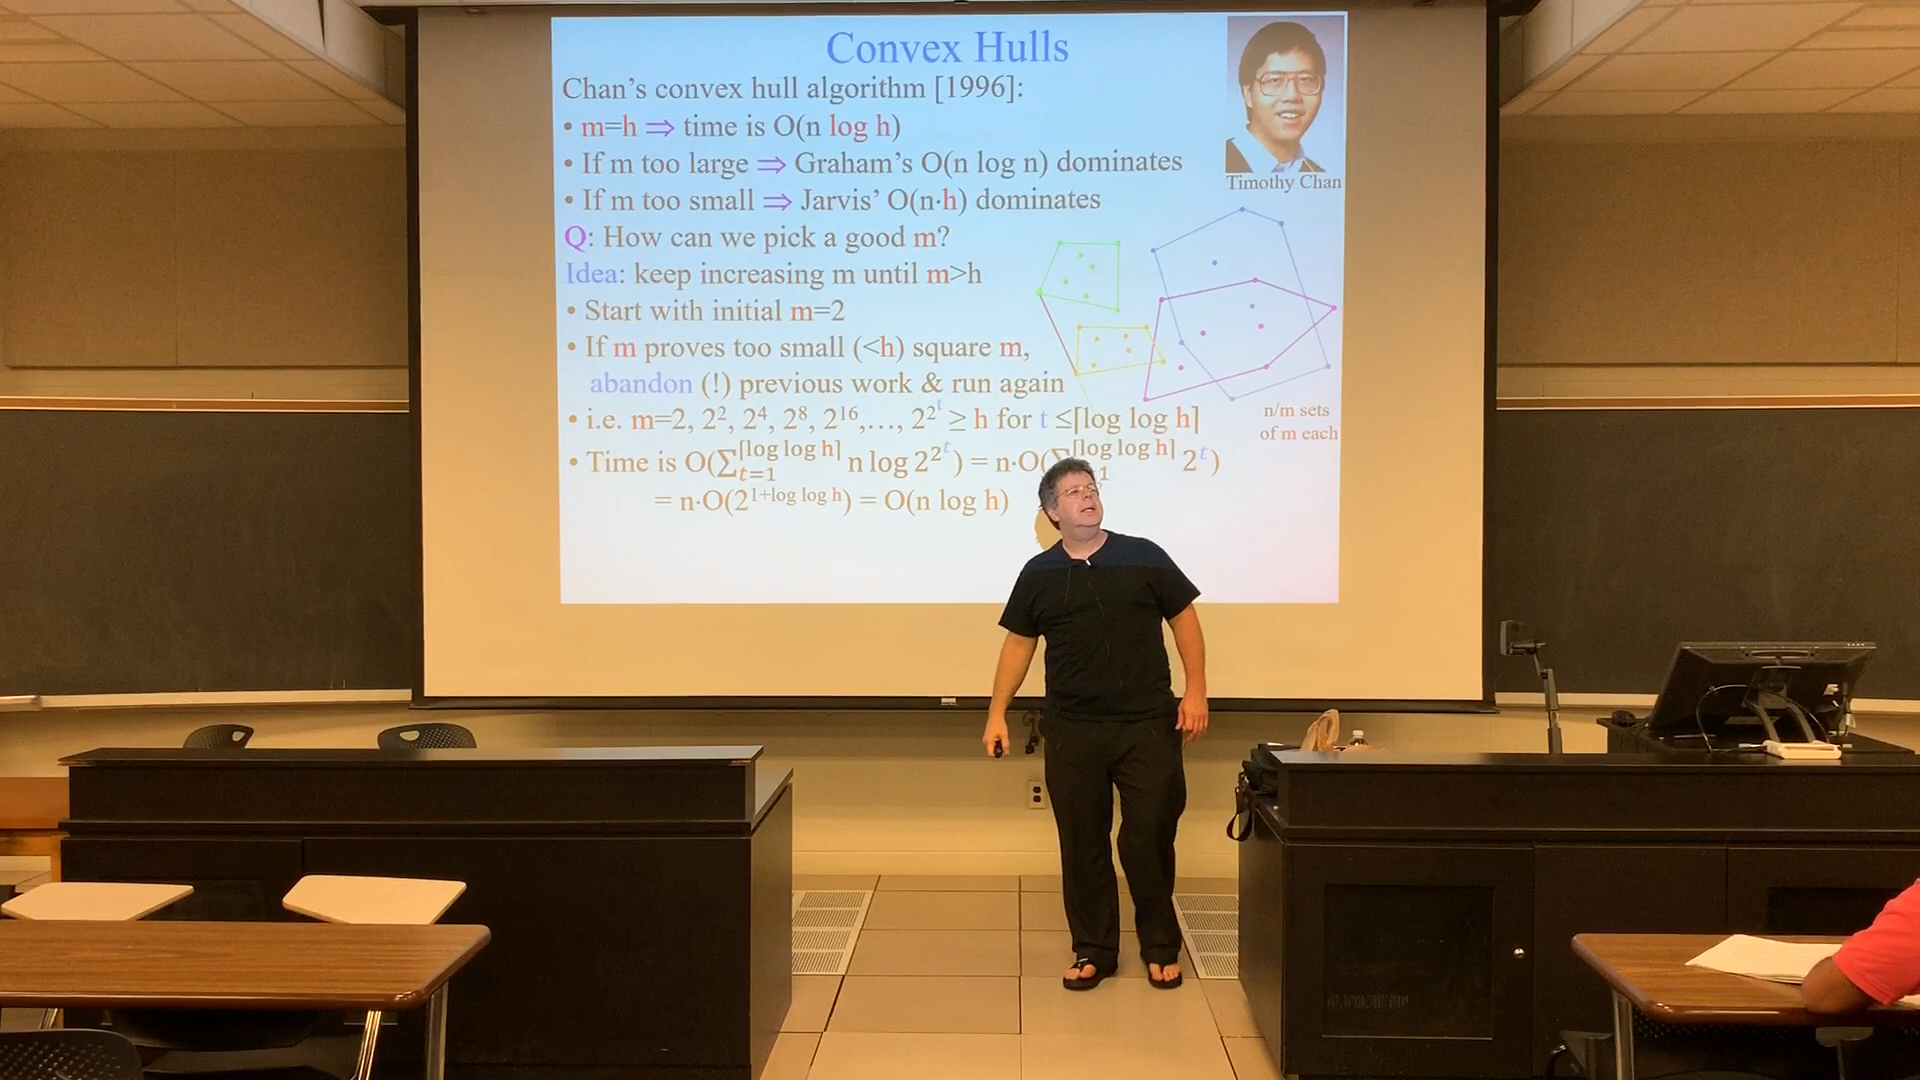 Convex Hulls
Chan’s convex hull algorithm [1996]:
• m=h ⇒ time is O(n log h)
• If m too large ⇒ Graham’s O(n log n) dominates
• If m too small ⇒ Jarvis’ O(n·h) dominates
Timothy Chan
Q: How can we pick a good m?
Idea: keep increasing m until m>h
• Start with initial m=2
• If m proves too small (<h) square m,
abandon (!) previous work & run again
• i.e. m=2, 2², 2⁴, 2⁸, 2¹⁶,…, 2^2^t ≥ h for t ≤⌈log log h⌉
n/m sets
of m each
• Time is O(∑_{t=1}^{⌈log log h⌉} n log 2^2^t) = n·O(∑ ⌈log log h⌉ 2^t)
= n·O(2^{1+log log h}) = O(n log h)